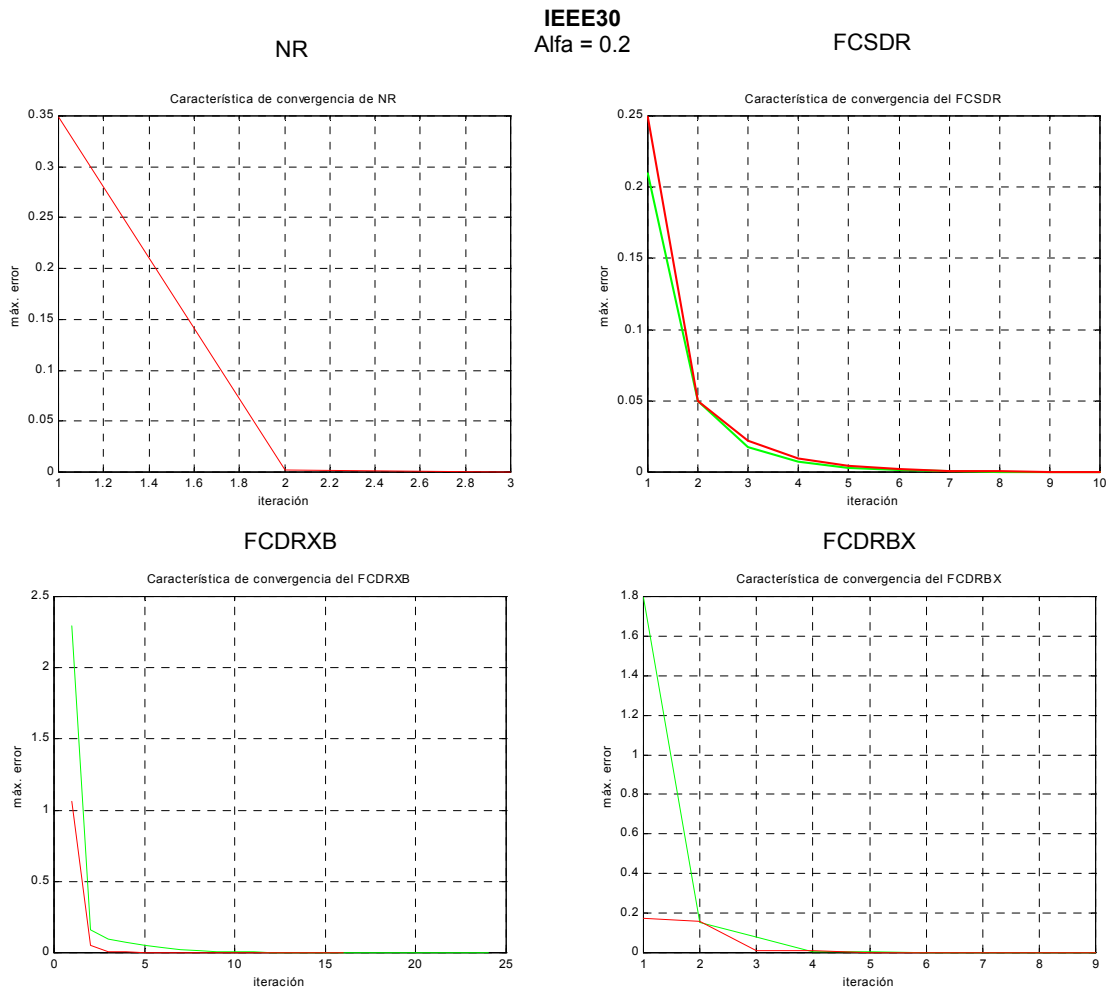 IEEE30
Alfa = 0.2
NR
FCSDR
Característica de convergencia de NR
0.35
0.3
0.25
0.2
0.15
0.1
0.05
0
máx. error
1 1.2 1.4 1.6 1.8 2 2.2 2.4 2.6 2.8 3
iteración
Característica de convergencia del FCSDR
0.25
0.2
0.15
0.1
0.05
0
máx. error
1 2 3 4 5 6 7 8 9 10
iteración
FCDRXB
FCDRBX
Característica de convergencia del FCDRXB
2.5
2
1.5
1
0.5
0
máx. error
0 5 10 15 20 25
iteración
Característica de convergencia del FCDRBX
1.8
1.6
1.4
1.2
1
0.8
0.6
0.4
0.2
0
máx. error
1 2 3 4 5 6 7 8 9
iteración